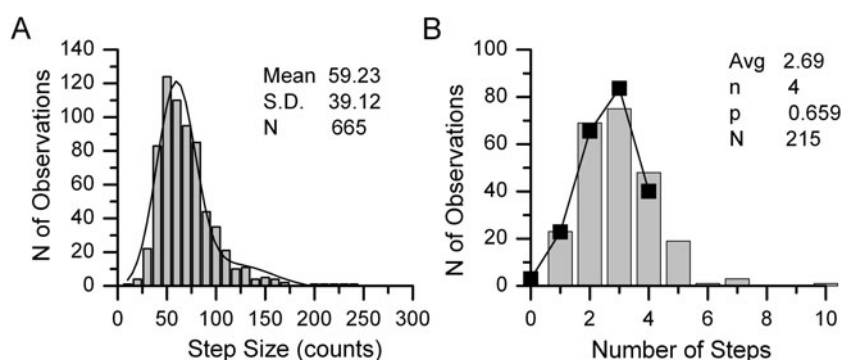 A
N of Observations
140
120
100
80
60
40
20
0
Mean 59.23
S.D. 39.12
N 665
0 50 100 150 200 250 300
Step Size (counts)
B
N of Observations
100
80
60
40
20
0
Avg 2.69
n 4
p 0.659
N 215
0 2 4 6 8 10
Number of Steps